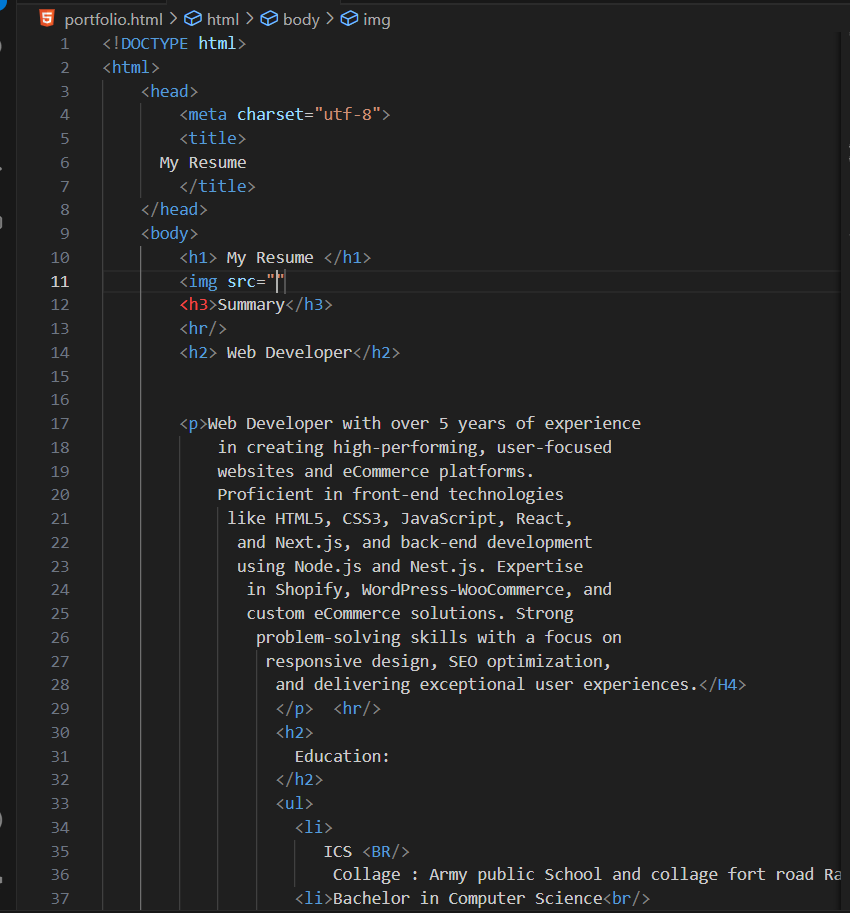 portfolio.html > html > body > img
1 <!DOCTYPE html>
2 <html>
3 <head>
4 <meta charset="utf-8">
5 <title>
6 My Resume
7 </title>
8 </head>
9 <body>
10 <h1> My Resume </h1>
11 <img src=""
12 <h3>Summary</h3>
13 <hr/>
14 <h2> Web Developer</h2>
15
16
17 <p>Web Developer with over 5 years of experience
18 in creating high-performing, user-focused
19 websites and eCommerce platforms.
20 Proficient in front-end technologies
21 like HTML5, CSS3, JavaScript, React,
22 and Next.js, and back-end development
23 using Node.js and Nest.js. Expertise
24 in Shopify, WordPress-WooCommerce, and
25 custom eCommerce solutions. Strong
26 problem-solving skills with a focus on
27 responsive design, SEO optimization,
28 and delivering exceptional user experiences.</H4>
29 </p> <hr/>
30 <h2>
31 Education:
32 </h2>
33 <ul>
34 <li>
35 ICS <BR/>
36 Collage : Army public School and collage fort road Ra
37 <li>Bachelor in Computer Science<br/>